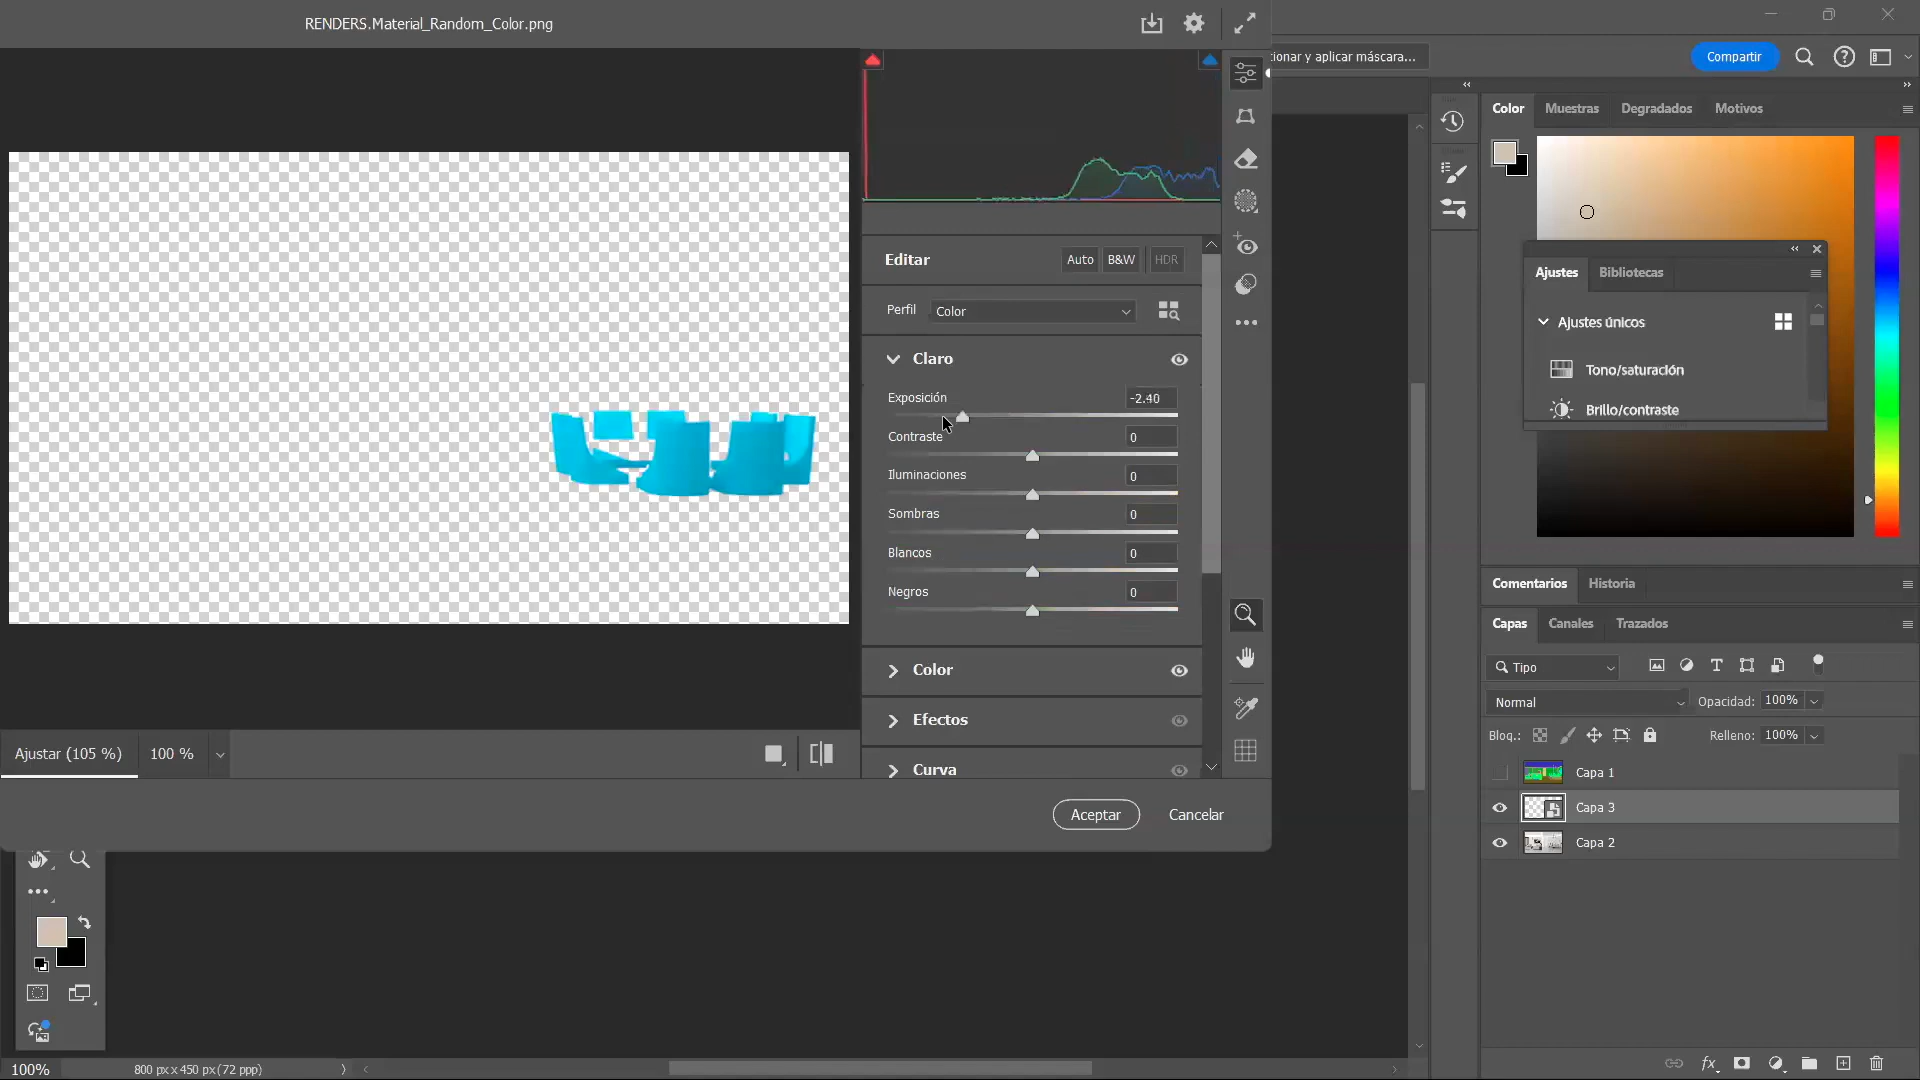 RENDERS.Material_Random_Color.png
ionar y aplicar máscara...
Compartir
Color
Muestras
Degradados
Motivos
Editar
Auto
B&W
HDR
Perfil
Color
Claro
Exposición
-2.40
Contraste
0
Iluminaciones
0
Sombras
0
Blancos
0
Negros
0
Color
Efectos
Curva
Ajustes
Bibliotecas
Ajustes únicos
Tono/saturación
Brillo/contraste
Comentarios
Historia
Capas
Canales
Trazados
Tipo
Normal
Opacidad:
100%
Bloq.:
Relleno:
100%
Capa 1
Capa 3
Capa 2
Ajustar (105 %)
100 %
Aceptar
Cancelar
100%
800 px x 450 px (72 ppp)